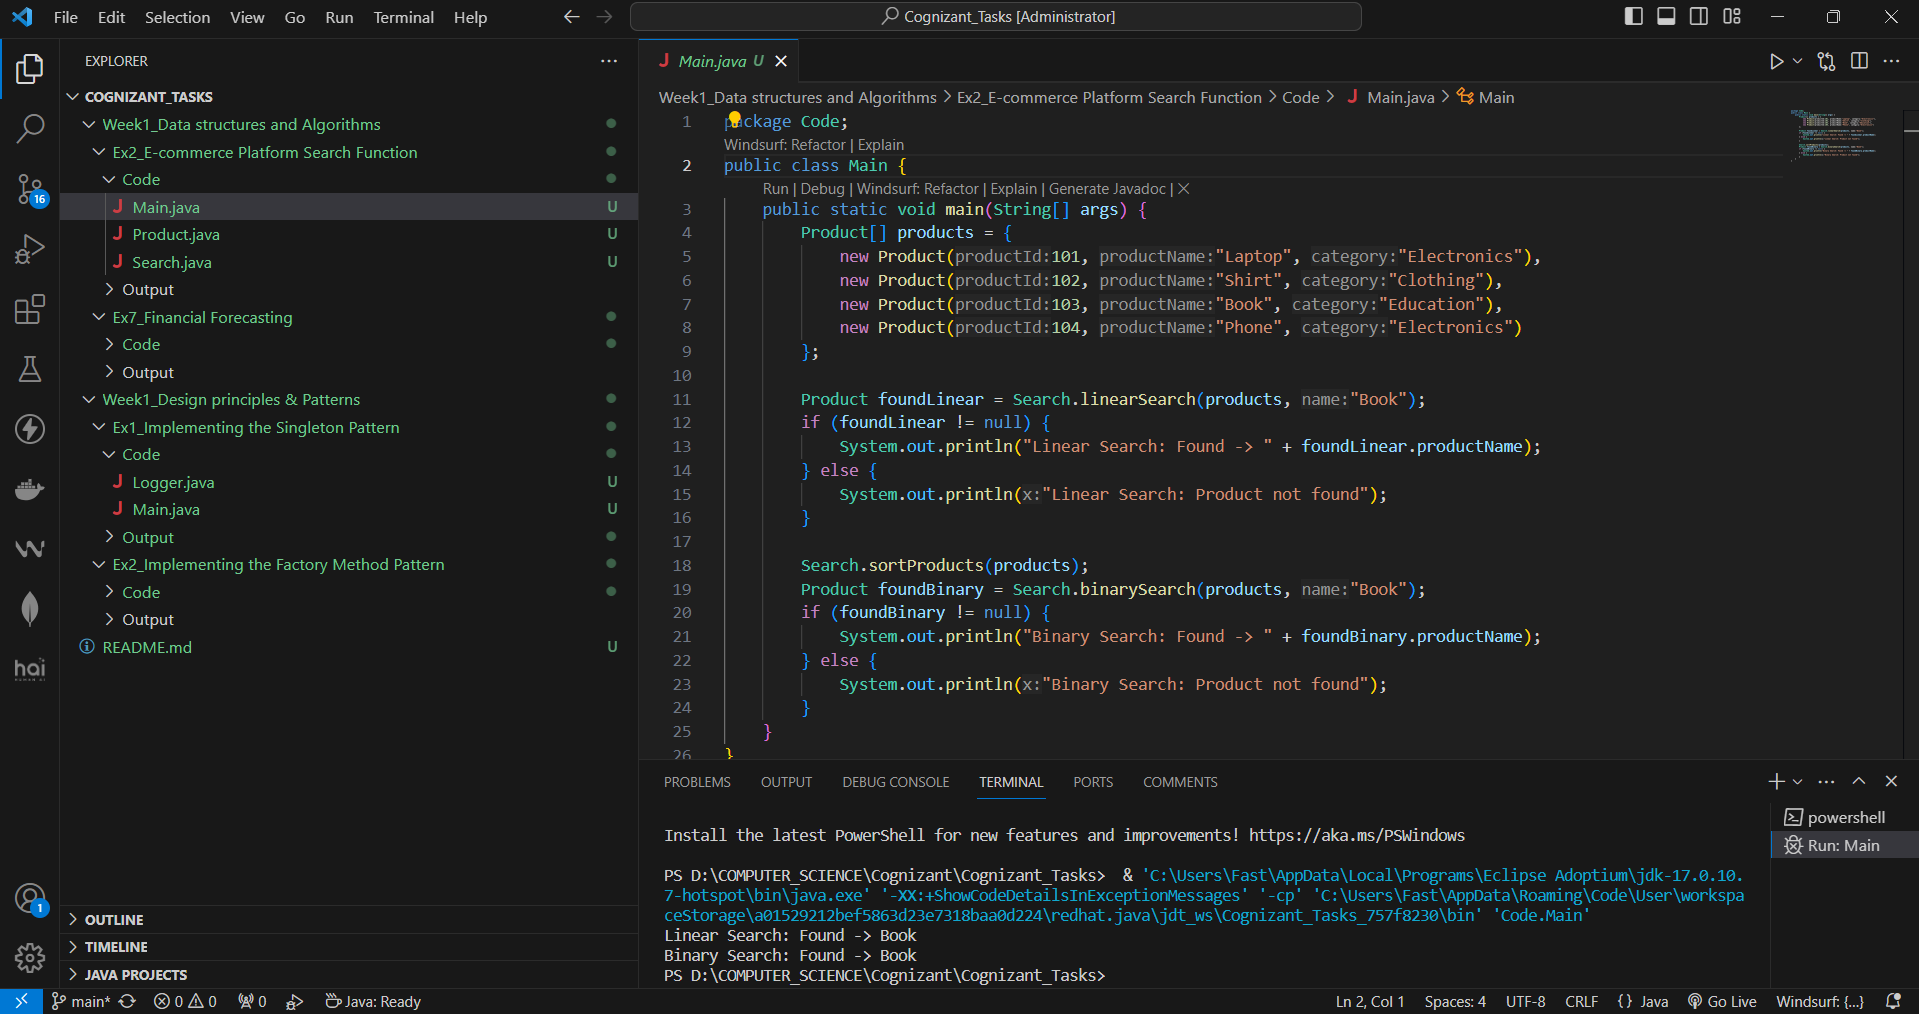 File Edit Selection View Go Run Terminal Help
Cognizant_Tasks [Administrator]
EXPLORER
COGNIZANT_TASKS
Week1_Data structures and Algorithms
Ex2_E-commerce Platform Search Function
Code
Main.java U
Product.java U
Search.java U
Output
Ex7_Financial Forecasting
Code
Output
Week1_Design principles & Patterns
Ex1_Implementing the Singleton Pattern
Code
Logger.java U
Main.java U
Output
Ex2_Implementing the Factory Method Pattern
Code
Output
README.md U
OUTLINE
TIMELINE
JAVA PROJECTS
16
hai
1
Main.java U
Week1_Data structures and Algorithms > Ex2_E-commerce Platform Search Function > Code > Main.java > Main
1 package Code;
Windsurf: Refactor | Explain
2 public class Main {
Run | Debug | Windsurf: Refactor | Explain | Generate Javadoc | X
3 public static void main(String[] args) {
4 Product[] products = {
5 new Product(productId:101, productName:"Laptop", category:"Electronics"),
6 new Product(productId:102, productName:"Shirt", category:"Clothing"),
7 new Product(productId:103, productName:"Book", category:"Education"),
8 new Product(productId:104, productName:"Phone", category:"Electronics")
9 };
10
11 Product foundLinear = Search.linearSearch(products, name:"Book");
12 if (foundLinear != null) {
13 System.out.println("Linear Search: Found -> " + foundLinear.productName);
14 } else {
15 System.out.println(x:"Linear Search: Product not found");
16 }
17
18 Search.sortProducts(products);
19 Product foundBinary = Search.binarySearch(products, name:"Book");
20 if (foundBinary != null) {
21 System.out.println("Binary Search: Found -> " + foundBinary.productName);
22 } else {
23 System.out.println(x:"Binary Search: Product not found");
24 }
25 }
26 }
PROBLEMS OUTPUT DEBUG CONSOLE TERMINAL PORTS COMMENTS
Install the latest PowerShell for new features and improvements! https://aka.ms/PSWindows
PS D:\COMPUTER_SCIENCE\Cognizant\Cognizant_Tasks> & 'C:\Users\Fast\AppData\Local\Programs\Eclipse Adoptium\jdk-17.0.10.
7-hotspot\bin\java.exe' '-XX:+ShowCodeDetailsInExceptionMessages' '-cp' 'C:\Users\Fast\AppData\Roaming\Code\User\workspa
ceStorage\a01529212bef5863d23e7318baa0d224\redhat.java\jdt_ws\Cognizant_Tasks_757f8230\bin' 'Code.Main'
Linear Search: Found -> Book
Binary Search: Found -> Book
PS D:\COMPUTER_SCIENCE\Cognizant\Cognizant_Tasks>
powershell
Run: Main
main* 0 0 0 Java: Ready
Ln 2, Col 1 Spaces: 4 UTF-8 CRLF {} Java Go Live Windsurf: {...}